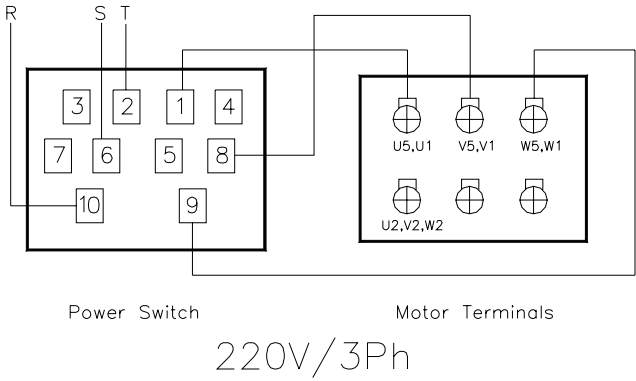 R S T
3 2 1 4
7 6 5 8
10 9
U5,U1 V5,V1 W5,W1
U2,V2,W2
Power Switch Motor Terminals
220V/3Ph